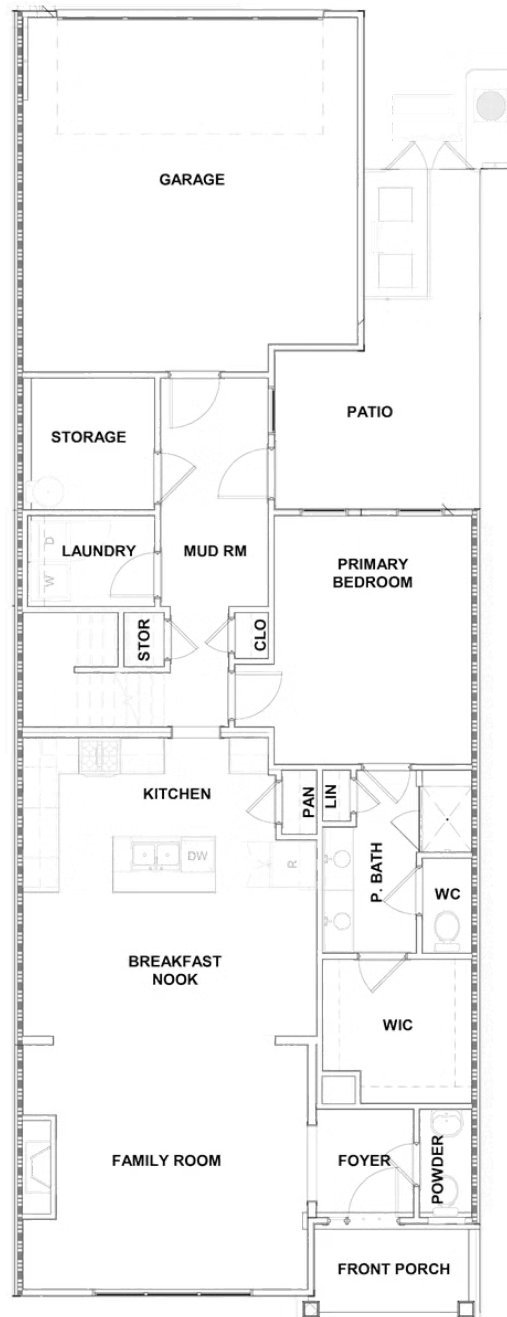 GARAGE
STORAGE
PATIO
D
W
LAUNDRY
MUD RM
PRIMARY
BEDROOM
STOR
CLO
KITCHEN
PAN
LIN
DW
R
P. BATH
WC
BREAKFAST
NOOK
WIC
FAMILY ROOM
FOYER
POWDER
FRONT PORCH